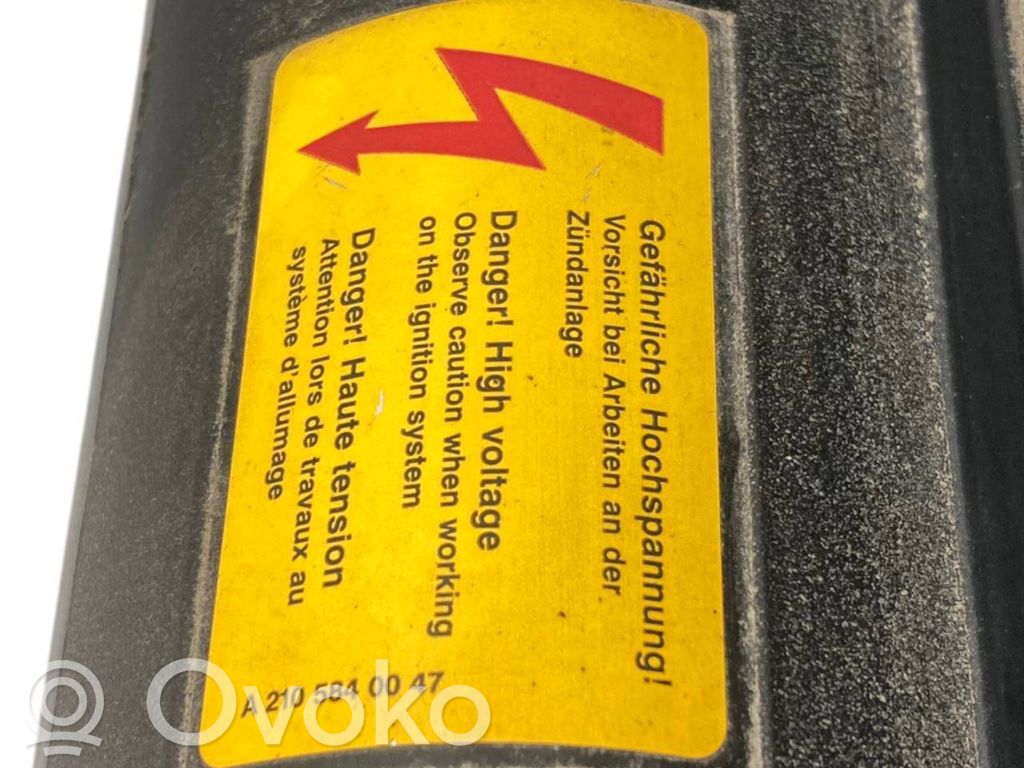 Gefährliche Hochspannung!
Vorsicht bei Arbeiten an der
Zündanlage
Danger! High voltage
Observe caution when working
on the ignition system
Danger! Haute tension
Attention lors de travaux au
système d'allumage
A 210 584 00 47
Ovoko